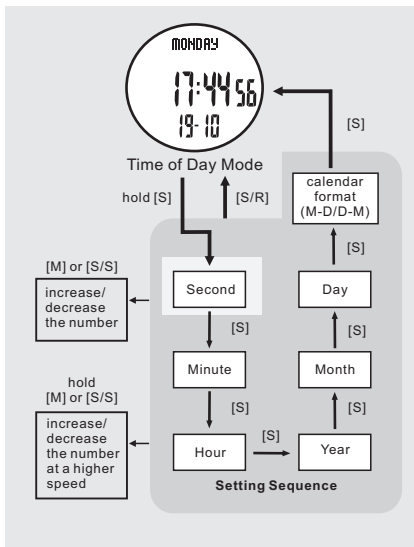 MONDAY
17:44 56
19-10
Time of Day Mode
hold [S]
[S/R]
[S]
calendar
format
(M-D/D-M)
[S]
[M] or [S/S]
increase/
decrease
the number
Second
Day
[S]
[S]
Minute
Month
hold
[M] or [S/S]
[S]
[S]
increase/
decrease
the number
at a higher
speed
Hour
[S]
Year
Setting Sequence